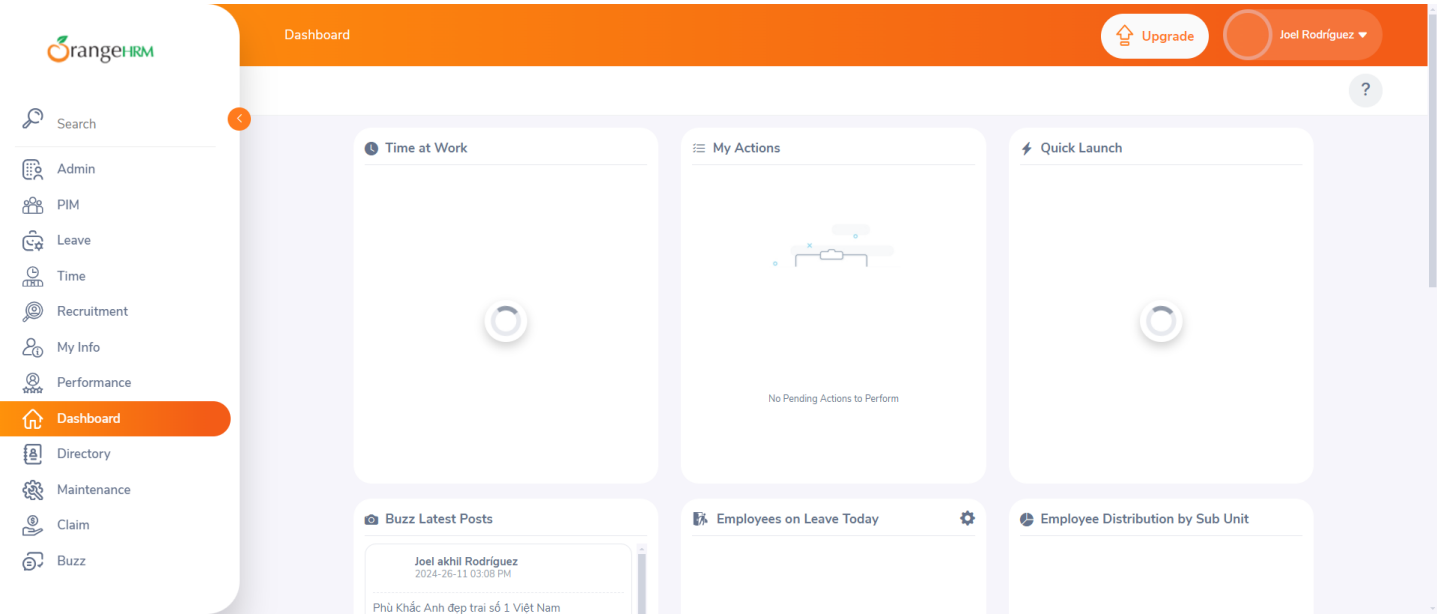 OrangeHRM
Dashboard
Upgrade
Joel Rodríguez
?
Search
Admin
PIM
Leave
Time
Recruitment
My Info
Performance
Dashboard
Directory
Maintenance
Claim
Buzz
Time at Work
My Actions
No Pending Actions to Perform
Quick Launch
Buzz Latest Posts
Joel akhil Rodríguez
2024-26-11 03:08 PM
Phù Khắc Anh đẹp trai số 1 Việt Nam
Employees on Leave Today
Employee Distribution by Sub Unit